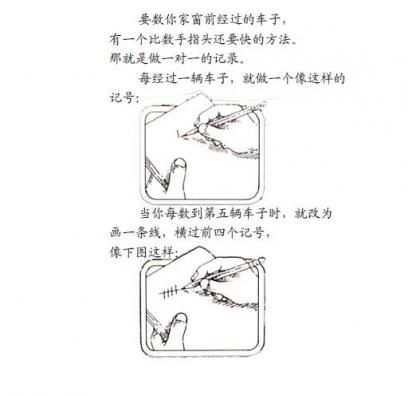 要数你家窗前经过的车子，
有一个比数手指头还要快的方法。
那就是做一对一的记录。
每经过一辆车子，就做一个像这样的
记号：
当你每数到第五辆车子时，就改为
画一条线，横过前四个记号，
像下图这样：